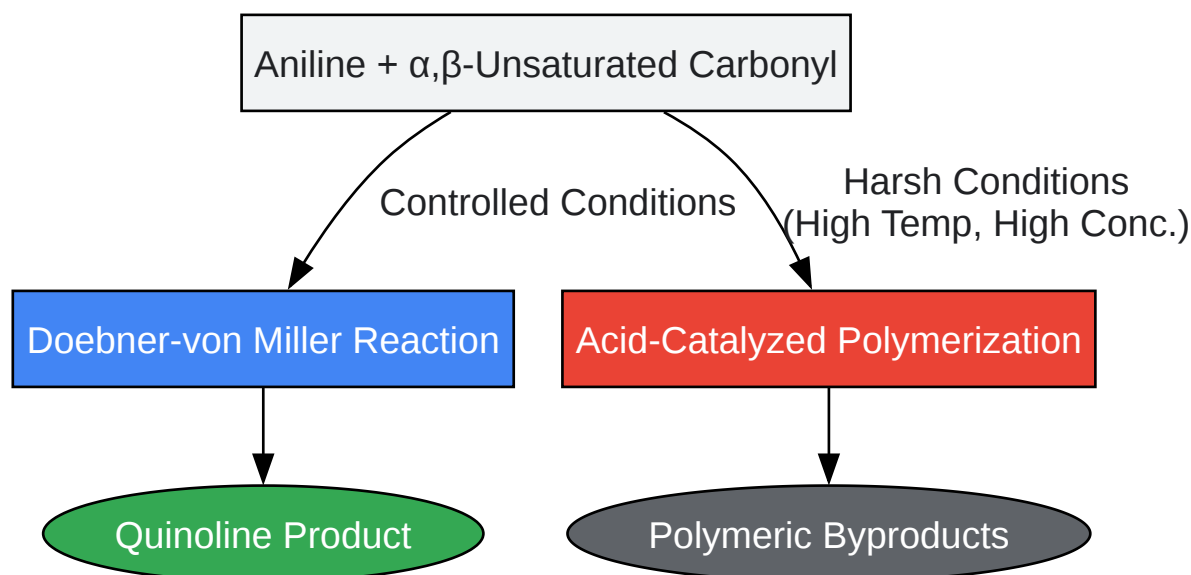 Aniline + α,β-Unsaturated Carbonyl
Controlled Conditions
Harsh Conditions
(High Temp, High Conc.)
Doebner-von Miller Reaction
Acid-Catalyzed Polymerization
Quinoline Product
Polymeric Byproducts